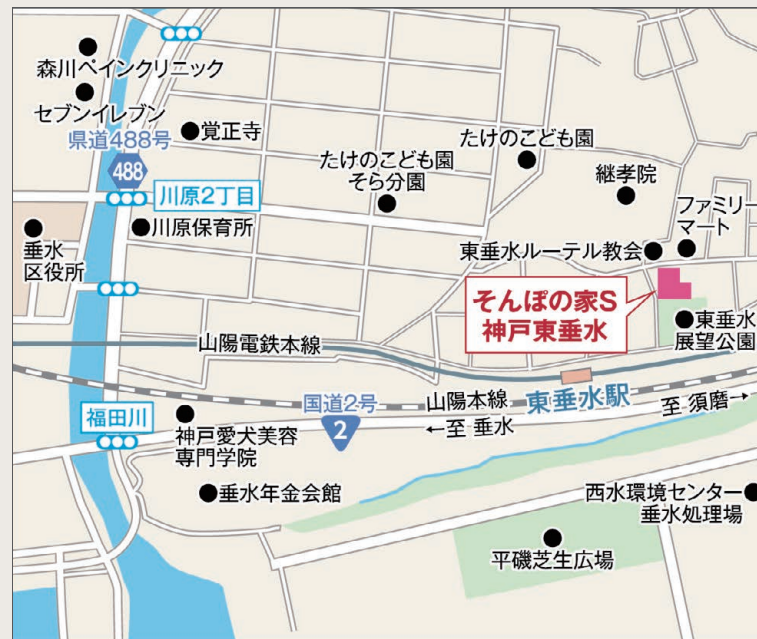 森川ペインクリニック
セブンイレブン
県道488号
488
覚正寺
川原2丁目
川原保育所
垂水
区役所
たけのこども園
そら分園
たけのこども園
継孝院
ファミリー
マート
東垂水ルーテル教会
そんぽの家S
神戸東垂水
東垂水
展望公園
山陽電鉄本線
東垂水駅
山陽本線
至 須磨→
←至 垂水
国道2号
2
福田川
神戸愛犬美容
専門学院
垂水年金会館
西水環境センター
垂水処理場
平磯芝生広場